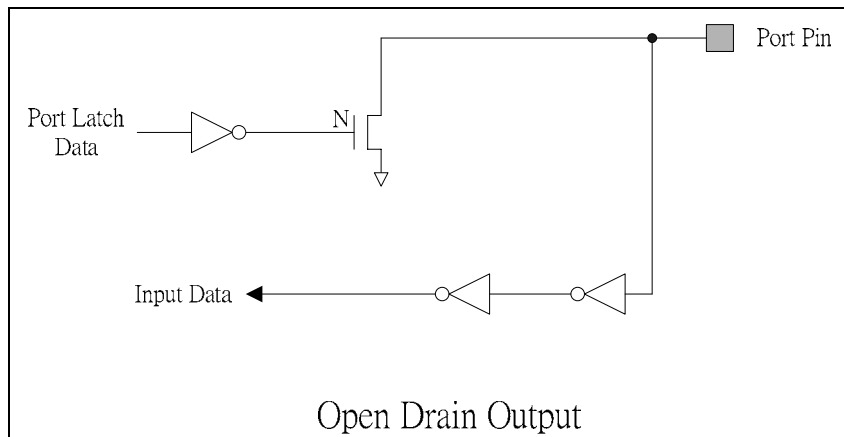 Port Pin
N
Port Latch
Data
Input Data
Open Drain Output